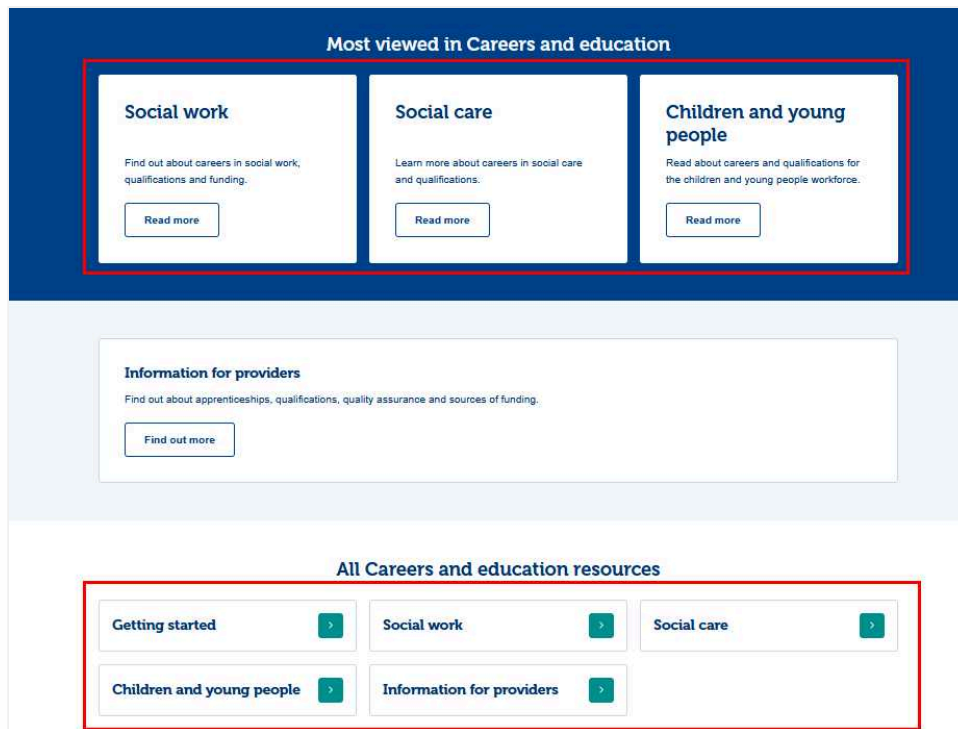 Most viewed in Careers and education
Social work
Find out about careers in social work,
qualifications and funding.
Read more
Social care
Learn more about careers in social care
and qualifications.
Read more
Children and young
people
Read about careers and qualifications for
the children and young people workforce.
Read more
Information for providers
Find out about apprenticeships, qualifications, quality assurance and sources of funding.
Find out more
All Careers and education resources
Getting started
Social work
Social care
Children and young people
Information for providers